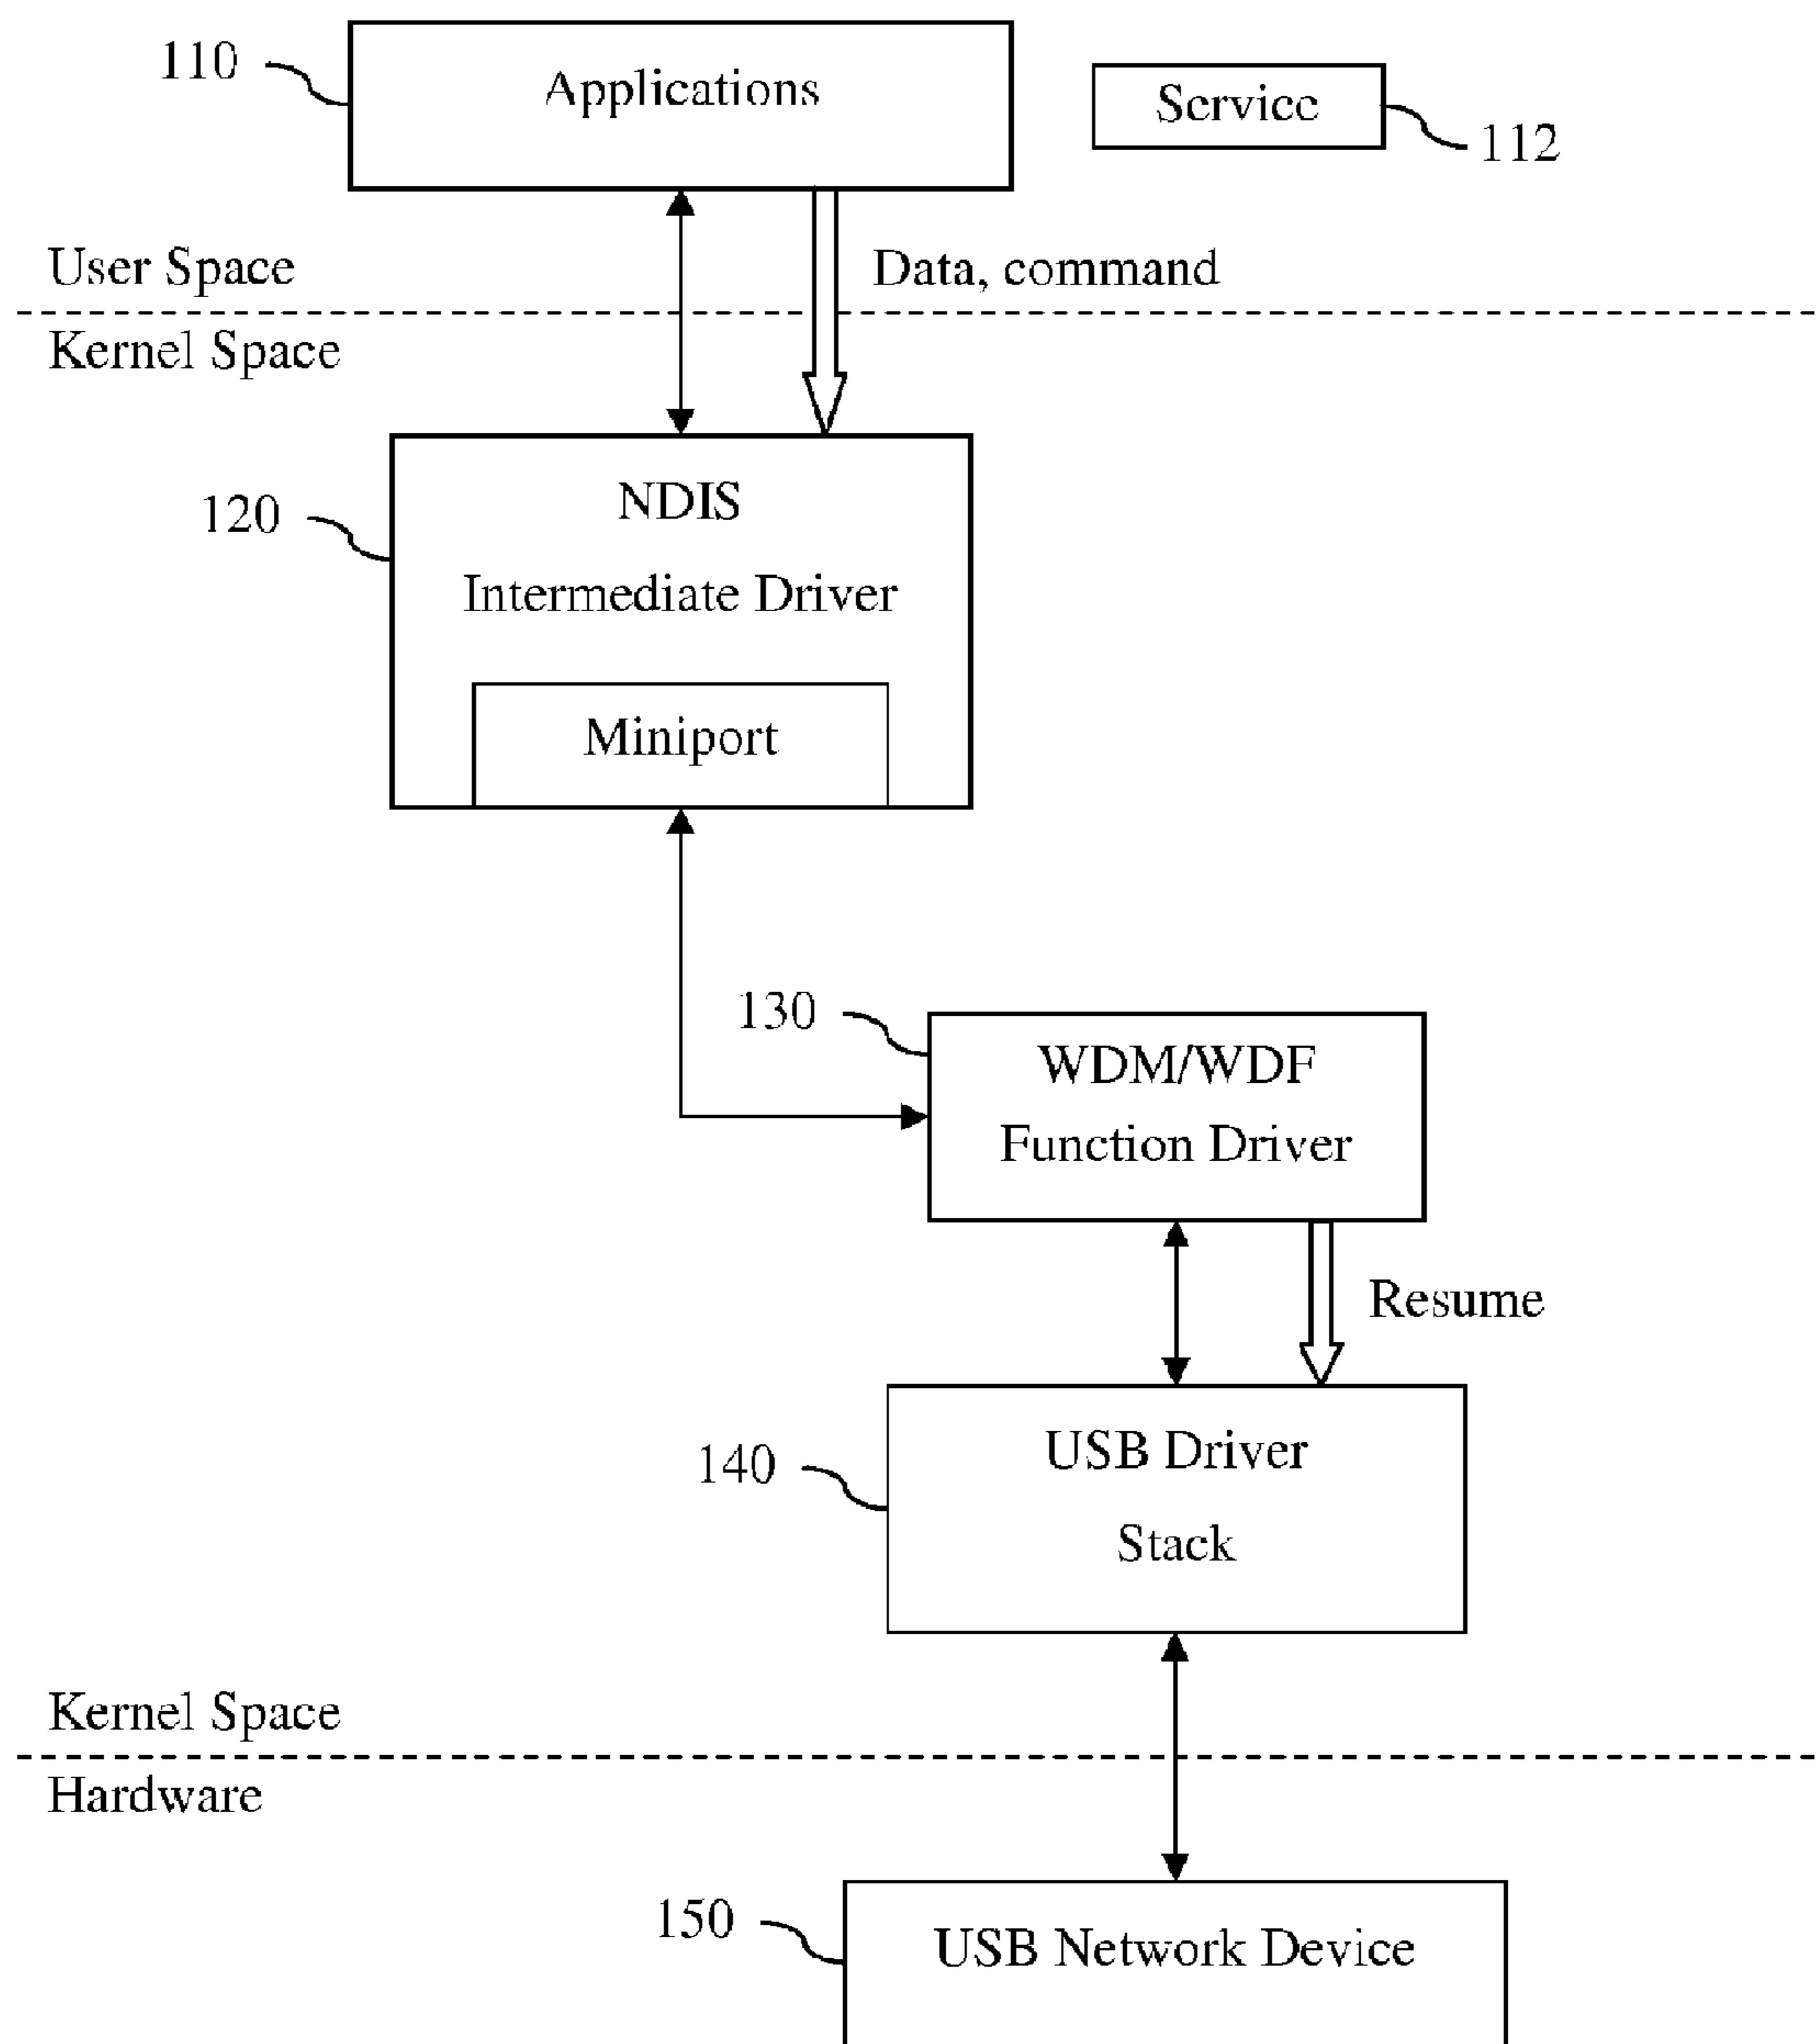 110
Applications
Service
112
User Space
Data, command
Kernel Space
NDIS
120
Intermediate Driver
Miniport
130
WDM/WDF
Function Driver
Resume
USB Driver
140
Stack
Kernel Space
Hardware
150
USB Network Device